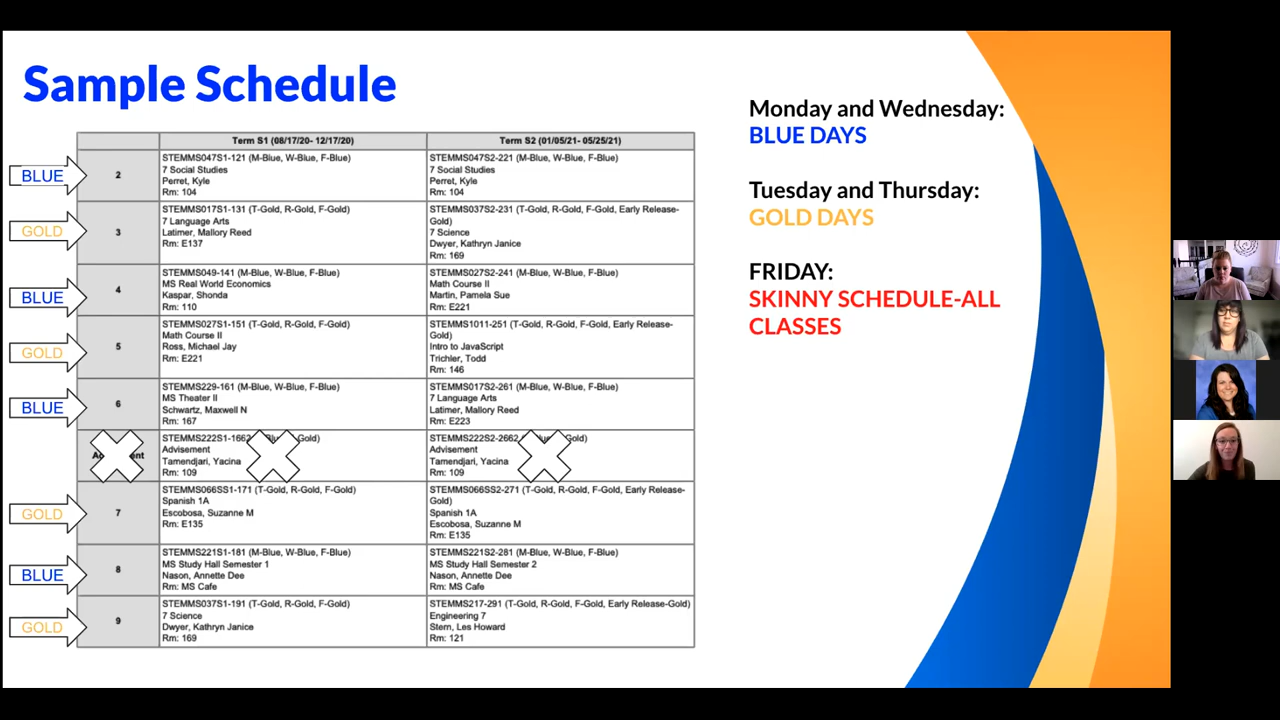 Sample Schedule
Term S1 (08/17/20- 12/17/20)
Term S2 (01/05/21- 05/25/21)
BLUE
2
STEMMS047S1-121 (M-Blue, W-Blue, F-Blue)
7 Social Studies
Perret, Kyle
Rm: 104
STEMMS047S2-221 (M-Blue, W-Blue, F-Blue)
7 Social Studies
Perret, Kyle
Rm: 104
GOLD
3
STEMMS017S1-131 (T-Gold, R-Gold, F-Gold)
7 Language Arts
Latimer, Mallory Reed
Rm: E137
STEMMS037S2-231 (T-Gold, R-Gold, F-Gold, Early Release-
Gold)
7 Science
Dwyer, Kathryn Janice
Rm: 169
BLUE
4
STEMMS049-141 (M-Blue, W-Blue, F-Blue)
MS Real World Economics
Kaspar, Shonda
Rm: 110
STEMMS027S2-241 (M-Blue, W-Blue, F-Blue)
Math Course II
Martin, Pamela Sue
Rm: E221
GOLD
5
STEMMS027S1-151 (T-Gold, R-Gold, F-Gold)
Math Course II
Ross, Michael Jay
Rm: E221
STEMMS1011-251 (T-Gold, R-Gold, F-Gold, Early Release-
Gold)
Intro to JavaScript
Trichler, Todd
Rm: 146
BLUE
6
STEMMS229-161 (M-Blue, W-Blue, F-Blue)
MS Theater II
Schwartz, Maxwell N
Rm: 167
STEMMS017S2-261 (M-Blue, W-Blue, F-Blue)
7 Language Arts
Latimer, Mallory Reed
Rm: E223
STEMMS222S1-1662 Gold)
Advisement
Tamendjari, Yacina
Rm: 109
STEMMS222S2-2662 Gold)
Advisement
Tamendjari, Yacina
Rm: 109
GOLD
7
STEMMS066SS1-171 (T-Gold, R-Gold, F-Gold)
Spanish 1A
Escobosa, Suzanne M
Rm: E135
STEMMS066SS2-271 (T-Gold, R-Gold, F-Gold, Early Release-
Gold)
Spanish 1A
Escobosa, Suzanne M
Rm: E135
BLUE
8
STEMMS221S1-181 (M-Blue, W-Blue, F-Blue)
MS Study Hall Semester 1
Nason, Annette Dee
Rm: MS Cafe
STEMMS221S2-281 (M-Blue, W-Blue, F-Blue)
MS Study Hall Semester 2
Nason, Annette Dee
Rm: MS Cafe
GOLD
9
STEMMS037S1-191 (T-Gold, R-Gold, F-Gold)
7 Science
Dwyer, Kathryn Janice
Rm: 169
STEMMS217-291 (T-Gold, R-Gold, F-Gold, Early Release-Gold)
Engineering 7
Stem, Les Howard
Rm: 121
Monday and Wednesday:
BLUE DAYS
Tuesday and Thursday:
GOLD DAYS
FRIDAY:
SKINNY SCHEDULE-ALL
CLASSES